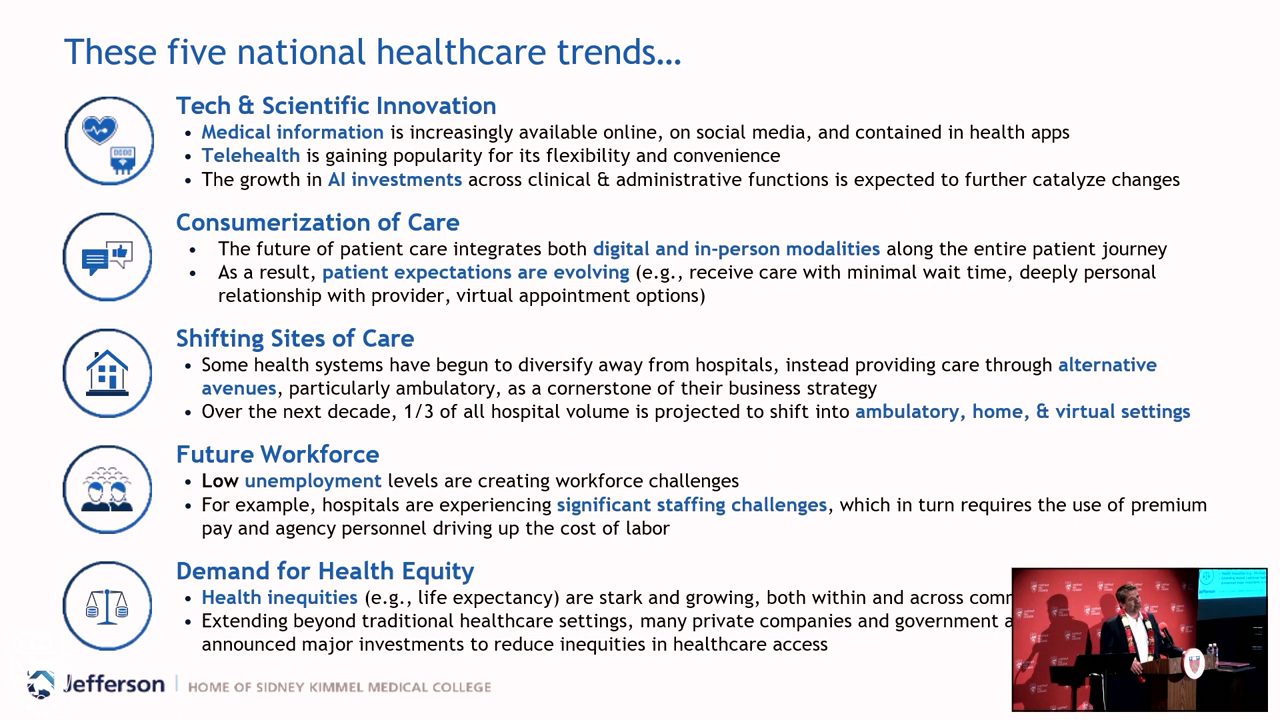 These five national healthcare trends…
Tech & Scientific Innovation
• Medical information is increasingly available online, on social media, and contained in health apps
• Telehealth is gaining popularity for its flexibility and convenience
• The growth in AI investments across clinical & administrative functions is expected to further catalyze changes
Consumerization of Care
• The future of patient care integrates both digital and in-person modalities along the entire patient journey
• As a result, patient expectations are evolving (e.g., receive care with minimal wait time, deeply personal
relationship with provider, virtual appointment options)
Shifting Sites of Care
• Some health systems have begun to diversify away from hospitals, instead providing care through alternative
avenues, particularly ambulatory, as a cornerstone of their business strategy
• Over the next decade, 1/3 of all hospital volume is projected to shift into ambulatory, home, & virtual settings
Future Workforce
• Low unemployment levels are creating workforce challenges
• For example, hospitals are experiencing significant staffing challenges, which in turn requires the use of premium
pay and agency personnel driving up the cost of labor
Demand for Health Equity
• Health inequities (e.g., life expectancy) are stark and growing, both within and across
• Extending beyond traditional healthcare settings, many private companies and government
announced major investments to reduce inequities in healthcare access
Jefferson | HOME OF SIDNEY KIMMEL MEDICAL COLLEGE